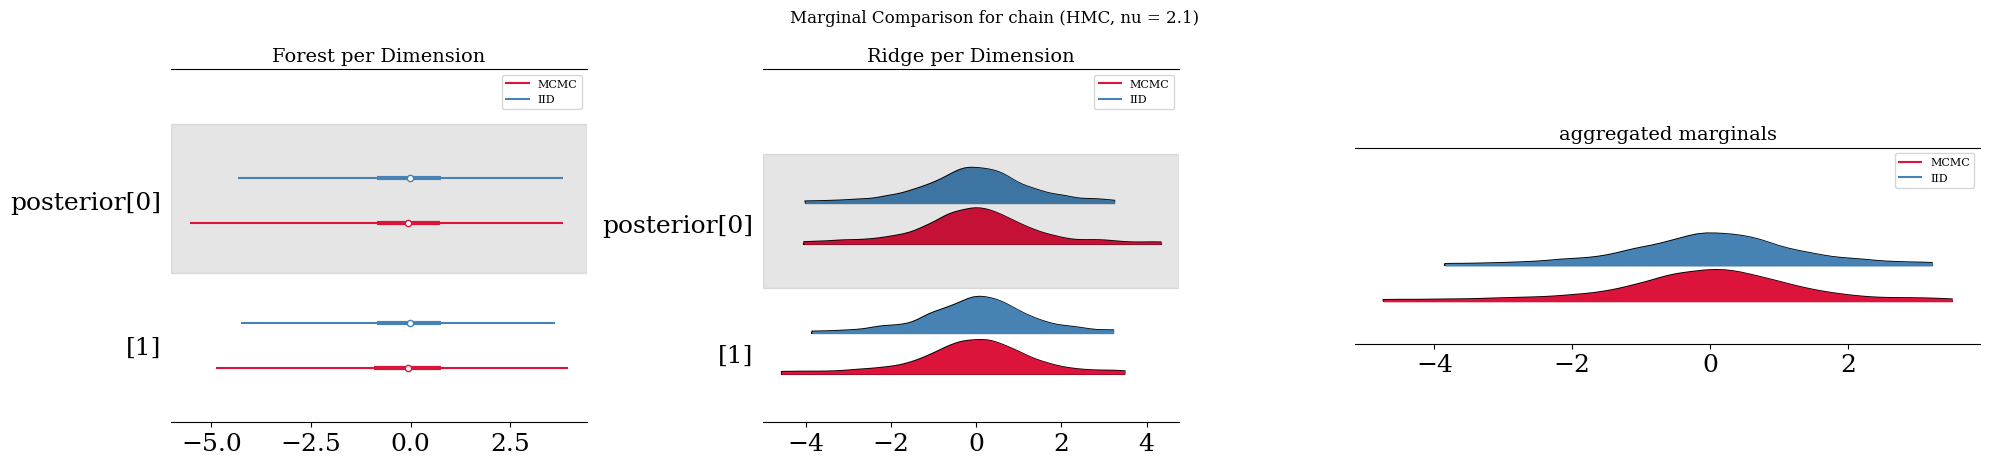 Marginal Comparison for chain (HMC, nu = 2.1)
Forest per Dimension
MCMC
IID
posterior[0]
[1]
−5.0 −2.5 0.0 2.5
Ridge per Dimension
MCMC
IID
posterior[0]
[1]
−4 −2 0 2 4
aggregated marginals
MCMC
IID
−4 −2 0 2